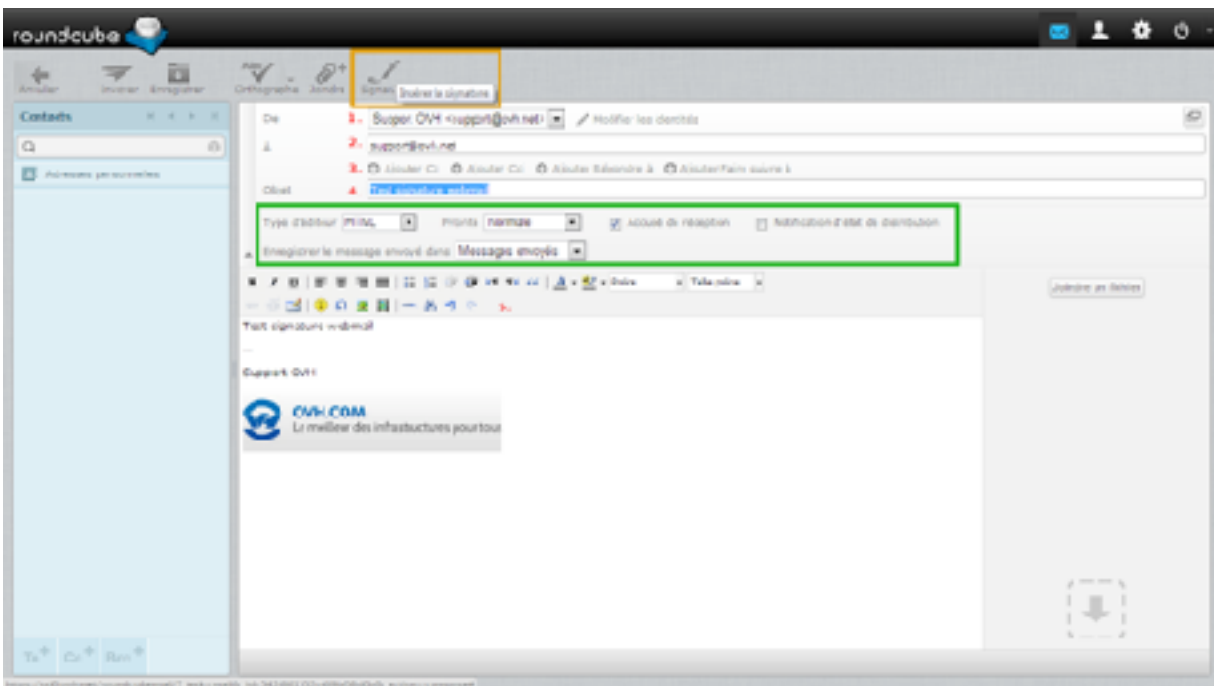 roundcube
Annuler Envoyer Enregistrer Orthographe Joindre
Insérer la signature
Contacts
De 1. Support OVH <support@ovh.net> Modifier les identités
À 2. support@ovh.net
3. Ajouter Cc Ajouter Cci Ajouter Répondre à Ajouter Faire suivre à
Objet 4. Test signature webmail
Adresses personnelles
Type d'éditeur HTML Priorité normale Accusé de réception Notification d'état de distribution
Enregistrer le message envoyé dans Messages envoyés
Joindre un fichier
5.
Test signature webmail
Support OVH
OVH.COM
Le meilleur des infrastuctures pour tous
To+ Cc+ Bcc+